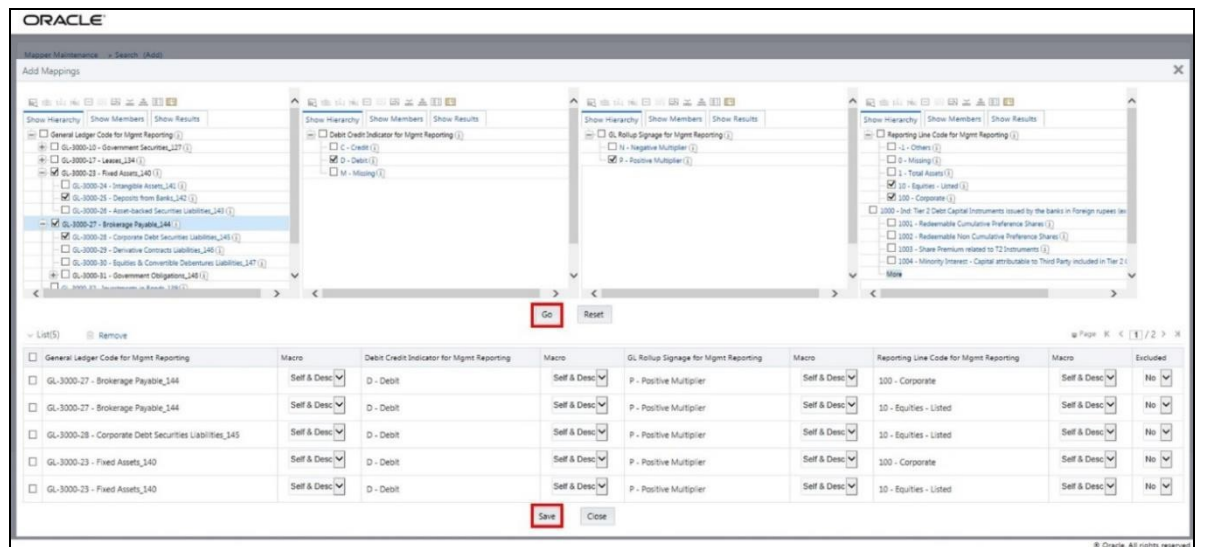 ORACLE
Mapper Maintenance » Search (Add)
Add Mappings
Show Hierarchy Show Members Show Results
General Ledger Code for Mgmt Reporting
GL-3000-10 - Government Securities_127
GL-3000-17 - Leases_134
GL-3000-23 - Fixed Assets_140
GL-3000-24 - Intangible Assets_141
GL-3000-25 - Deposits from Banks_142
GL-3000-26 - Asset-backed Securities Liabilities_143
GL-3000-27 - Brokerage Payable_144
GL-3000-28 - Corporate Debt Securities Liabilities_145
GL-3000-29 - Derivative Contracts Liabilities_146
GL-3000-30 - Equities & Convertible Debentures Liabilities_147
GL-3000-31 - Government Obligations_148
Show Hierarchy Show Members Show Results
Debit Credit Indicator for Mgmt Reporting
C - Credit
D - Debit
M - Missing
Show Hierarchy Show Members Show Results
GL Rollup Signage for Mgmt Reporting
N - Negative Multiplier
P - Positive Multiplier
Show Hierarchy Show Members Show Results
Reporting Line Code for Mgmt Reporting
-1 - Others
0 - Missing
1 - Total Assets
10 - Equities - Listed
100 - Corporate
1000 - Ind: Tier 2 Debt Capital Instruments issued by the banks in Foreign rupees
1001 - Redeemable Cumulative Preference Shares
1002 - Redeemable Non Cumulative Preference Shares
1003 - Share Premium related to T2 Instruments
1004 - Minority Interest - Capital attributable to Third Party included in Tier 2
More
Go Reset
List(5) Remove Page 1 / 2
General Ledger Code for Mgmt Reporting Macro Debit Credit Indicator for Mgmt Reporting Macro GL Rollup Signage for Mgmt Reporting Macro Reporting Line Code for Mgmt Reporting Macro Excluded
GL-3000-27 - Brokerage Payable_144 Self & Desc D - Debit Self & Desc P - Positive Multiplier Self & Desc 100 - Corporate Self & Desc No
GL-3000-27 - Brokerage Payable_144 Self & Desc D - Debit Self & Desc P - Positive Multiplier Self & Desc 10 - Equities - Listed Self & Desc No
GL-3000-28 - Corporate Debt Securities Liabilities_145 Self & Desc D - Debit Self & Desc P - Positive Multiplier Self & Desc 10 - Equities - Listed Self & Desc No
GL-3000-23 - Fixed Assets_140 Self & Desc D - Debit Self & Desc P - Positive Multiplier Self & Desc 100 - Corporate Self & Desc No
GL-3000-23 - Fixed Assets_140 Self & Desc D - Debit Self & Desc P - Positive Multiplier Self & Desc 10 - Equities - Listed Self & Desc No
Save Close
© Oracle. All rights reserved